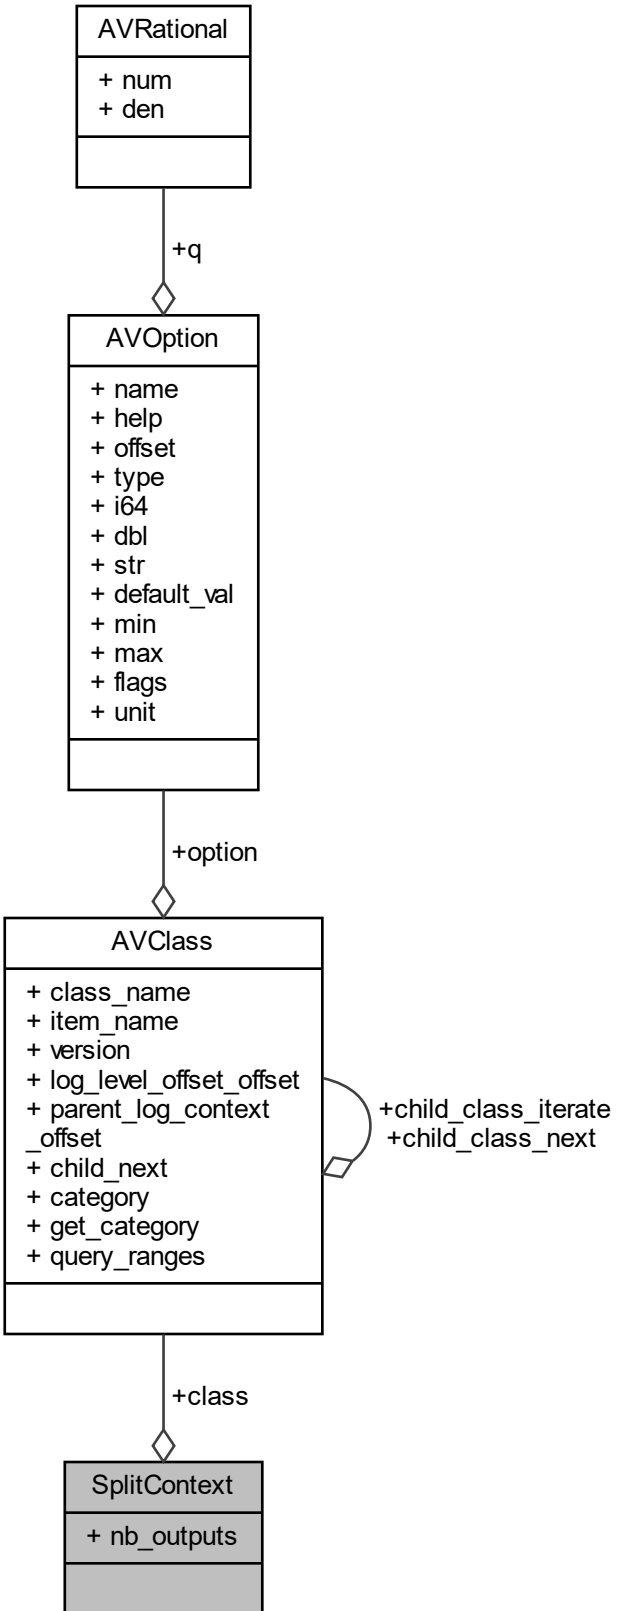 AVRational
+ num
+ den
+q
AVOption
+ name
+ help
+ offset
+ type
+ i64
+ dbl
+ str
+ default_val
+ min
+ max
+ flags
+ unit
+option
AVClass
+ class_name
+ item_name
+ version
+ log_level_offset_offset
+ parent_log_context
_offset
+ child_next
+ category
+ get_category
+ query_ranges
+child_class_iterate
+child_class_next
+class
SplitContext
+ nb_outputs